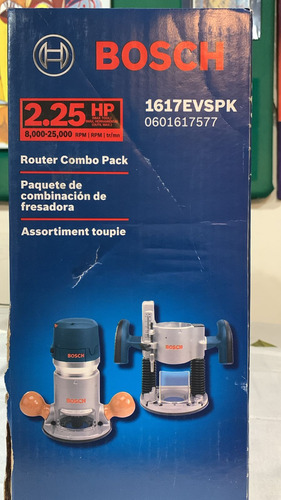 BOSCH
2.25 HP
8,000-25,000 RPM | RPM | tr/mn
1617EVSPK
0601617577
Router Combo Pack
Paquete de
combinación de
fresadora
Assortiment toupie
BOSCH
BOSCH